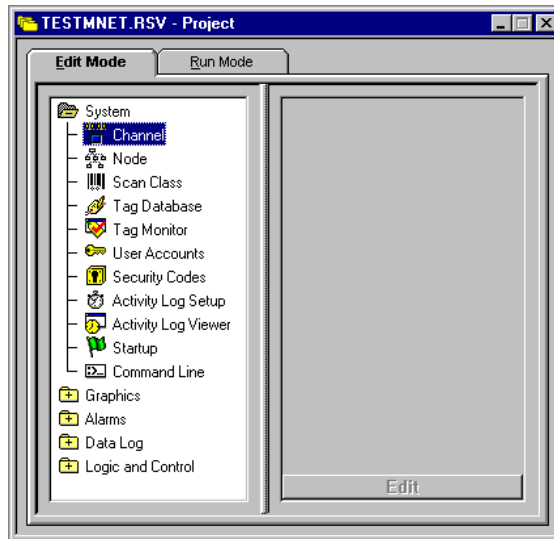 TESTMNET.RSV - Project
Edit Mode
Run Mode
System
Channel
Node
Scan Class
Tag Database
Tag Monitor
User Accounts
Security Codes
Activity Log Setup
Activity Log Viewer
Startup
Command Line
Graphics
Alarms
Data Log
Logic and Control
Edit